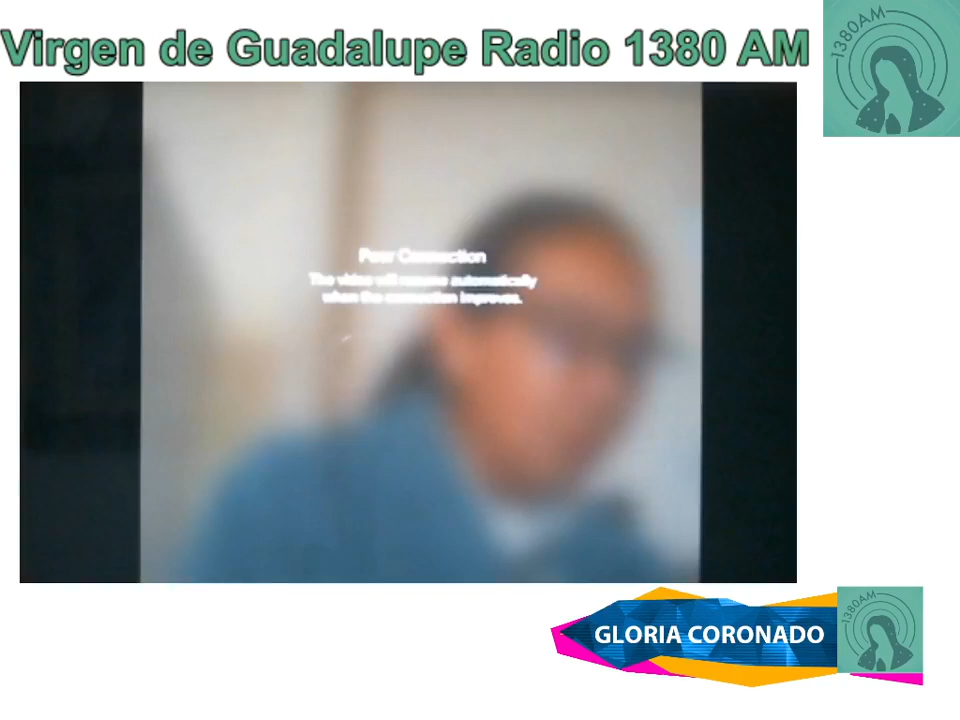 Virgen de Guadalupe Radio 1380 AM
1380AM
Poor Connection
The video will resume automatically
when the connection improves.
GLORIA CORONADO
1380AM